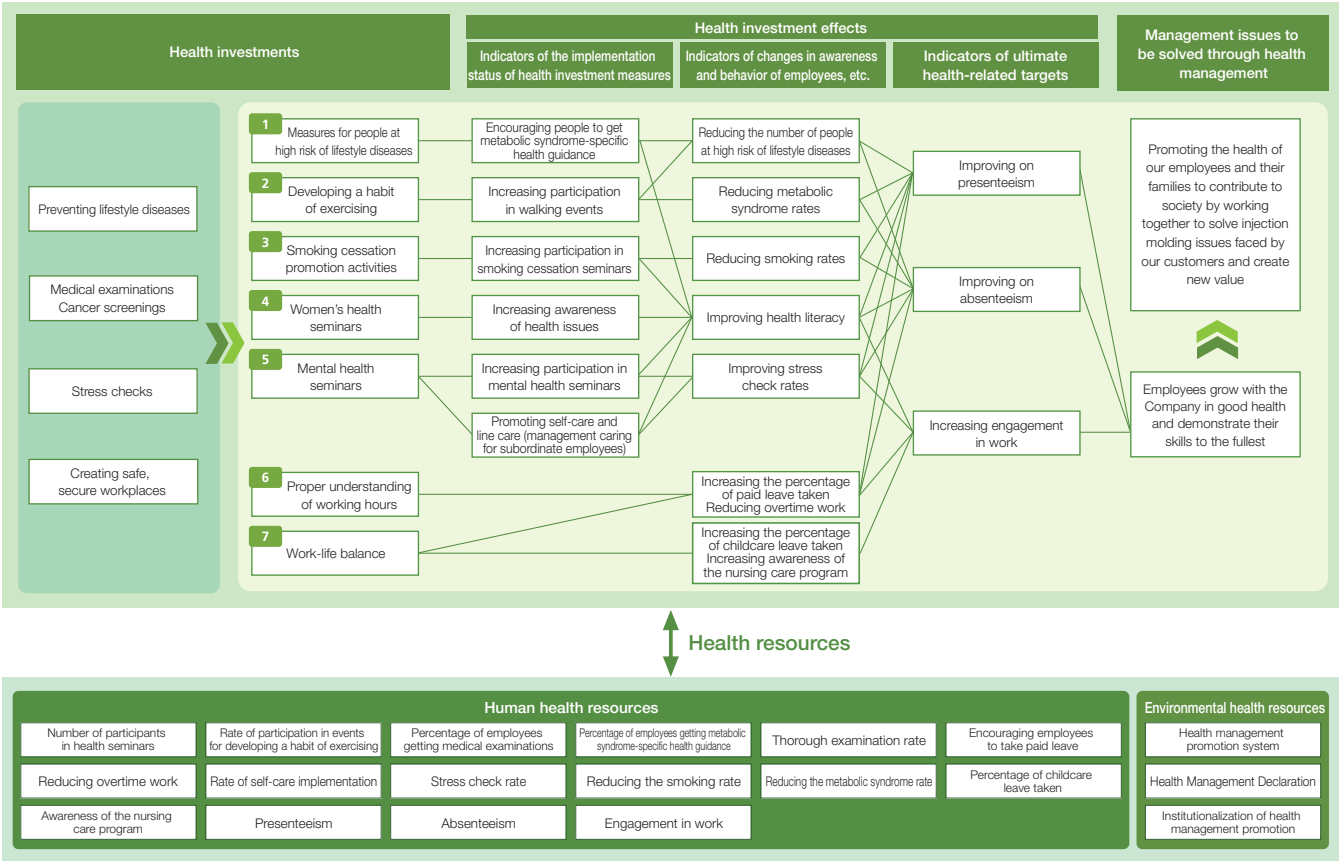 Health investments
Health investment effects
Indicators of the implementation
status of health investment measures
Indicators of changes in awareness
and behavior of employees, etc.
Indicators of ultimate
health-related targets
Management issues to
be solved through health
management
Preventing lifestyle diseases
Medical examinations
Cancer screenings
Stress checks
Creating safe,
secure workplaces
1
Measures for people at
high risk of lifestyle diseases
2
Developing a habit
of exercising
3
Smoking cessation
promotion activities
4
Women's health
seminars
5
Mental health
seminars
6
Proper understanding
of working hours
7
Work-life balance
Encouraging people to get
metabolic syndrome-specific
health guidance
Increasing participation
in walking events
Increasing participation in
smoking cessation seminars
Increasing awareness
of health issues
Increasing participation in
mental health seminars
Promoting self-care and
line care (management caring
for subordinate employees)
Reducing the number of people
at high risk of lifestyle diseases
Reducing metabolic
syndrome rates
Reducing smoking rates
Improving health literacy
Improving stress
check rates
Increasing the percentage
of paid leave taken
Reducing overtime work
Increasing the percentage
of childcare leave taken
Increasing awareness of
the nursing care program
Improving on
presenteeism
Improving on
absenteeism
Increasing engagement
in work
Promoting the health of
our employees and their
families to contribute to
society by working
together to solve injection
molding issues faced by
our customers and create
new value
Employees grow with the
Company in good health
and demonstrate their
skills to the fullest
Health resources
Human health resources
Number of participants
in health seminars
Rate of participation in events
for developing a habit of exercising
Percentage of employees
getting medical examinations
Percentage of employees getting metabolic
syndrome-specific health guidance
Thorough examination rate
Encouraging employees
to take paid leave
Reducing overtime work
Rate of self-care implementation
Stress check rate
Reducing the smoking rate
Reducing the metabolic syndrome rate
Percentage of childcare
leave taken
Awareness of the nursing
care program
Presenteeism
Absenteeism
Engagement in work
Environmental health resources
Health management
promotion system
Health Management Declaration
Institutionalization of health
management promotion